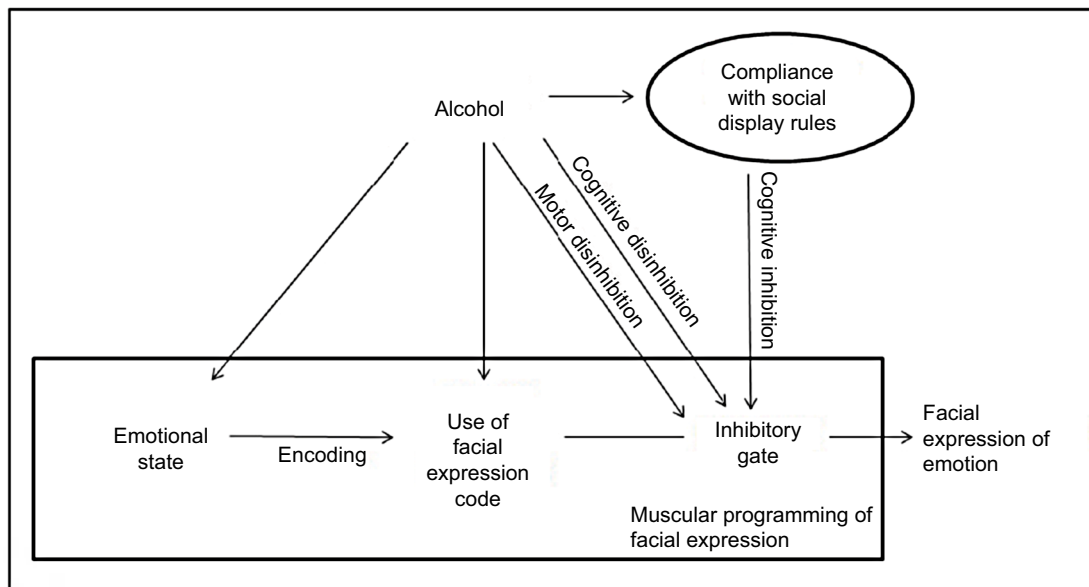 Compliance
with social
display rules
Alcohol
Motor disinhibition
Cognitive disinhibition
Cognitive inhibition
Emotional
state
Encoding
Use of
facial
expression
code
Inhibitory
gate
Facial
expression of
emotion
Muscular programming of
facial expression